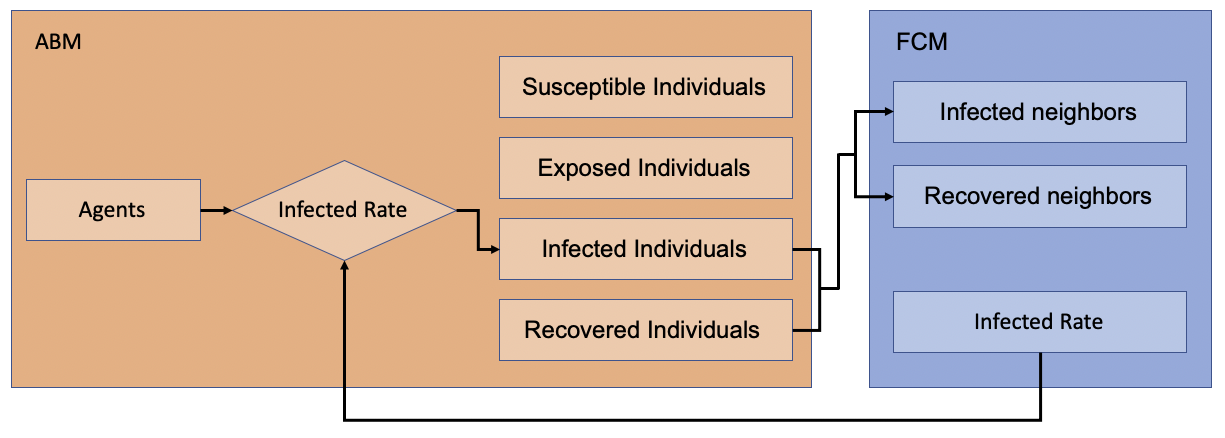 ABM
Susceptible Individuals
Exposed Individuals
Agents
Infected Rate
Infected Individuals
Recovered Individuals
FCM
Infected neighbors
Recovered neighbors
Infected Rate